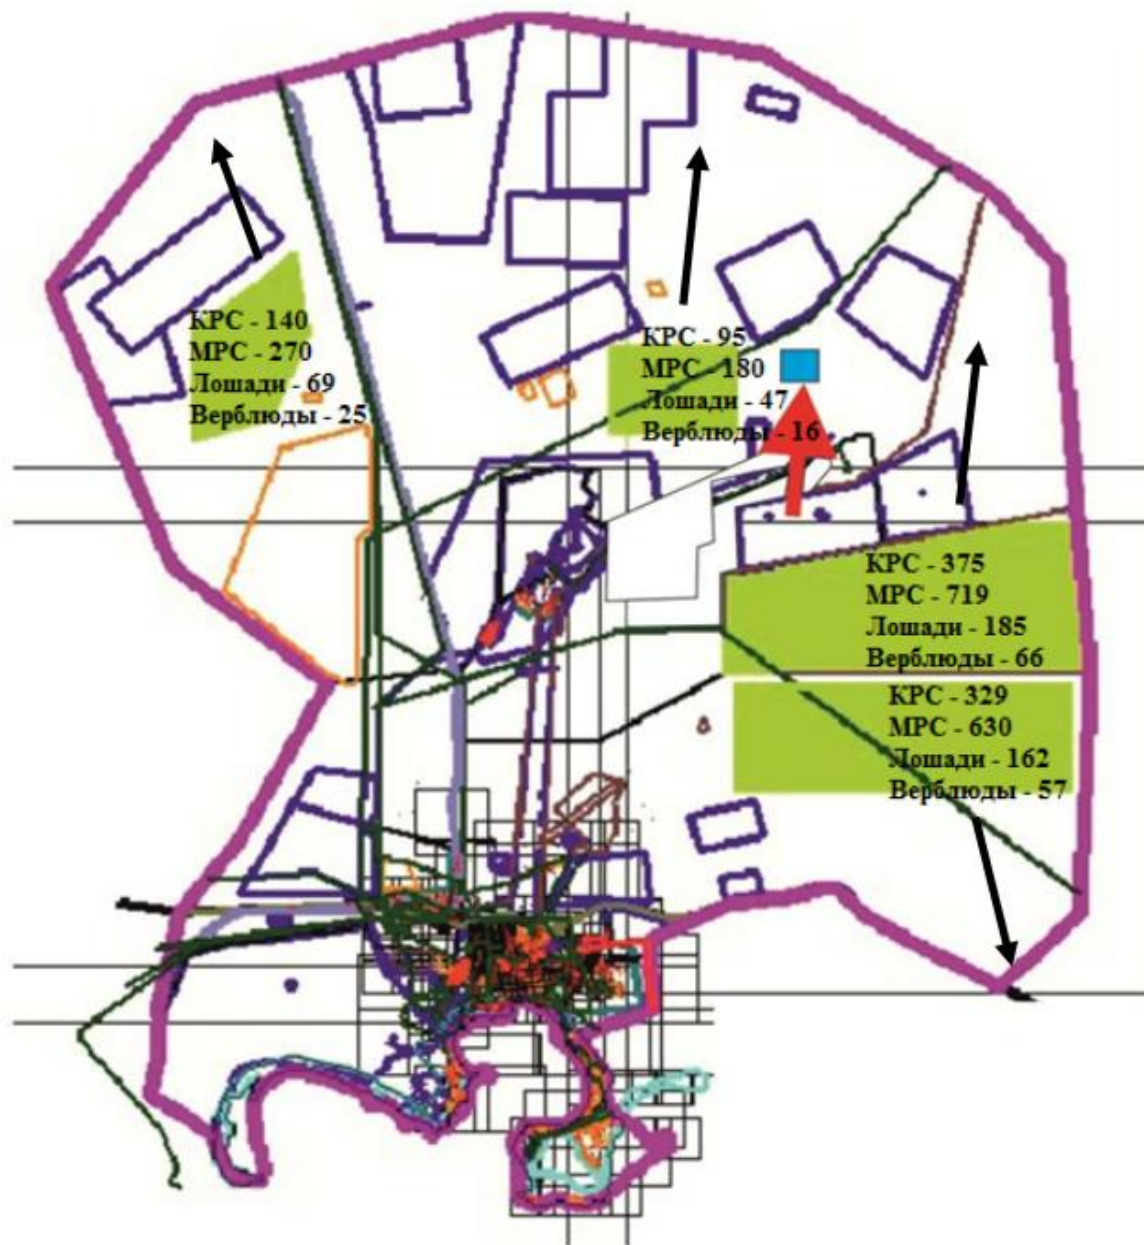 КРС - 140
МРС - 270
Лошади - 69
Верблюды - 25
КРС - 95
МРС - 180
Лошади - 47
Верблюды - 16
КРС - 375
МРС - 719
Лошади - 185
Верблюды - 66
КРС - 329
МРС - 630
Лошади - 162
Верблюды - 57